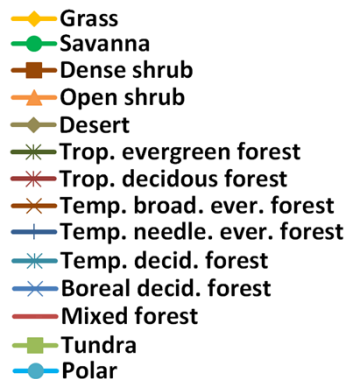 Grass
Savanna
Dense shrub
Open shrub
Desert
Trop. evergreen forest
Trop. decidous forest
Temp. broad. ever. forest
Temp. needle. ever. forest
Temp. decid. forest
Boreal decid. forest
Mixed forest
Tundra
Polar